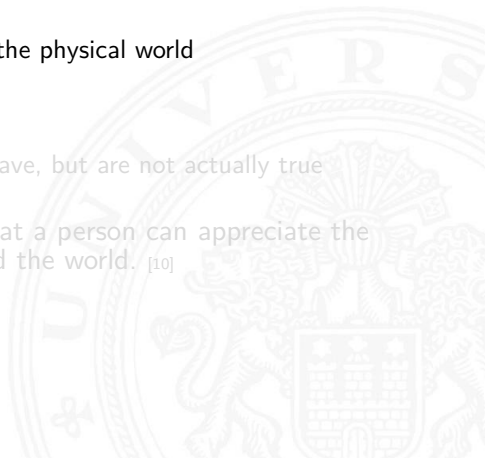 the physical world
ave, but are not actually true
at a person can appreciate the
d the world. [10]
U N I V E R S